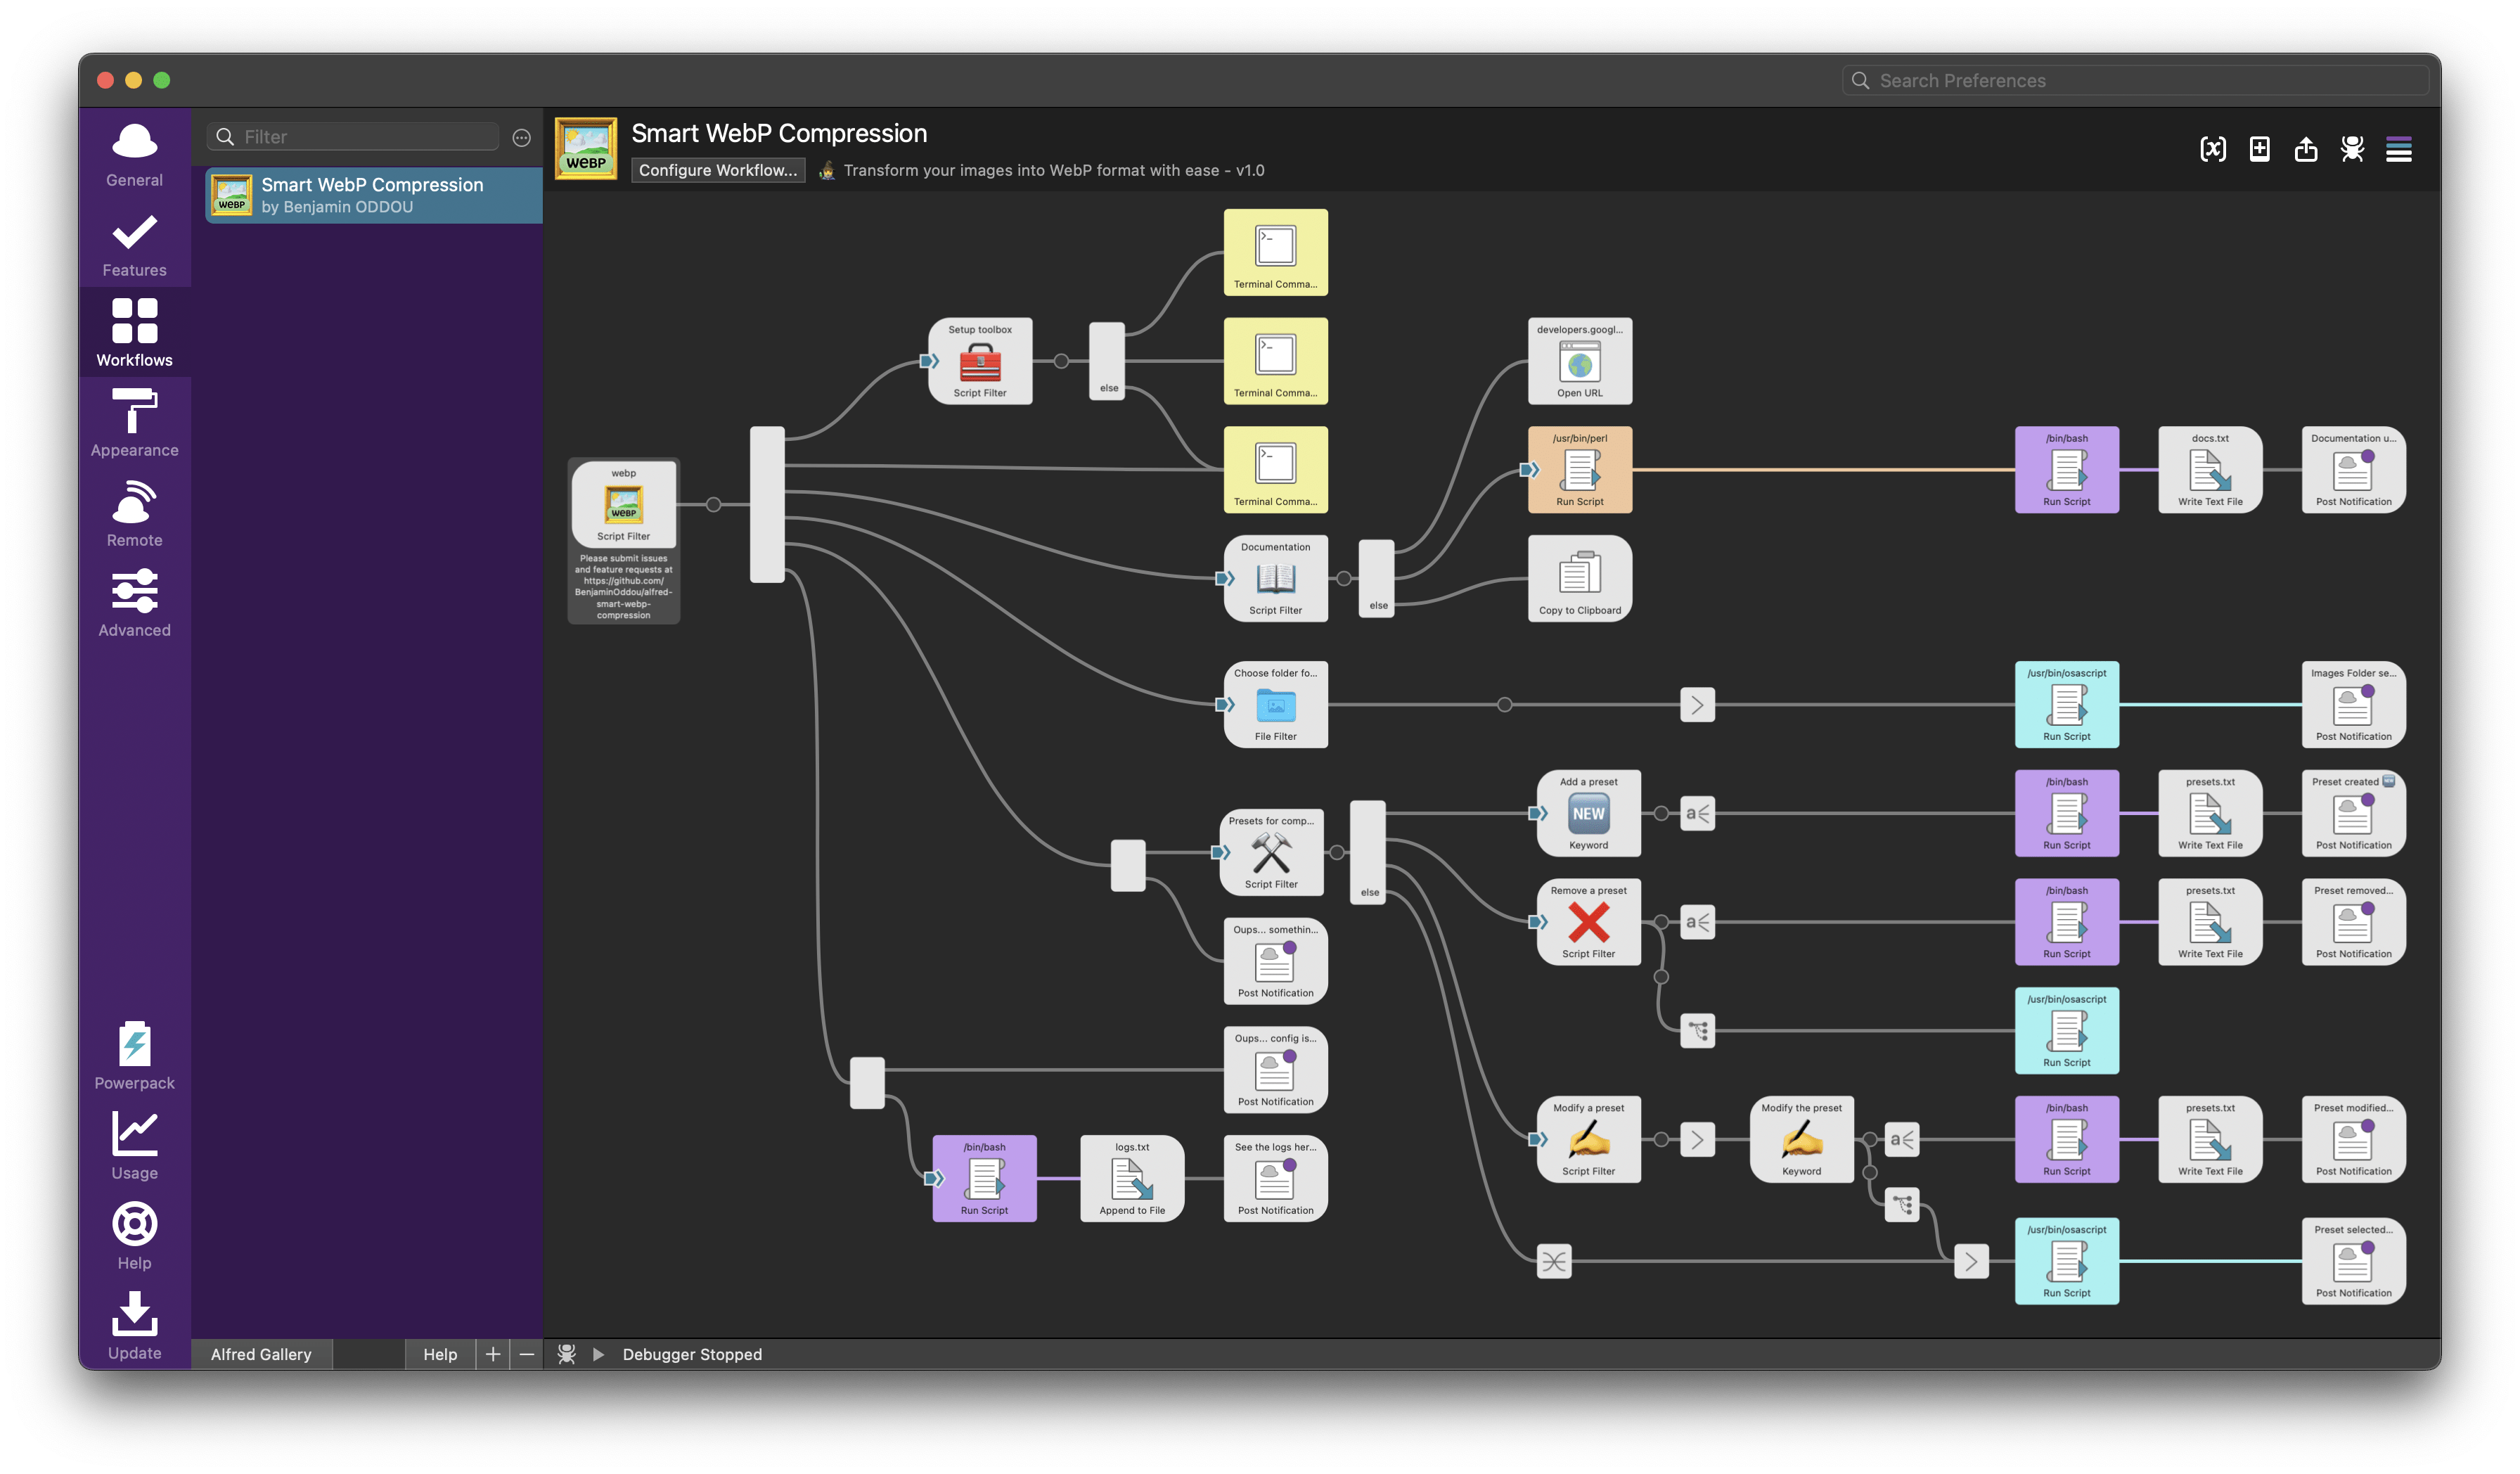 Search Preferences
General
Features
Workflows
Appearance
Remote
Advanced
Powerpack
Usage
Help
Update
Filter
WebP
Smart WebP Compression
by Benjamin ODDOU
Alfred Gallery
Help
WebP
Smart WebP Compression
Configure Workflow...
Transform your images into WebP format with ease - v1.0
{x}
webp
WebP
Script Filter
Please submit issues
and feature requests at
https://github.com/
BenjaminOddou/alfred-
smart-webp-
compression
Setup toolbox
Script Filter
else
Terminal Comma...
Terminal Comma...
Terminal Comma...
Documentation
Script Filter
else
developers.googl...
Open URL
/usr/bin/perl
Run Script
Copy to Clipboard
/bin/bash
Run Script
docs.txt
Write Text File
Documentation u...
Post Notification
Choose folder fo...
File Filter
/usr/bin/osascript
Run Script
Images Folder se...
Post Notification
Presets for comp...
Script Filter
else
Oups... somethin...
Post Notification
Oups... config is...
Post Notification
/bin/bash
Run Script
logs.txt
Append to File
See the logs her...
Post Notification
Add a preset
NEW
Keyword
a
/bin/bash
Run Script
presets.txt
Write Text File
Preset created
Post Notification
Remove a preset
Script Filter
a
/bin/bash
Run Script
presets.txt
Write Text File
Preset removed...
Post Notification
/usr/bin/osascript
Run Script
Modify a preset
Script Filter
Modify the preset
Keyword
a
/bin/bash
Run Script
presets.txt
Write Text File
Preset modified...
Post Notification
/usr/bin/osascript
Run Script
Preset selected...
Post Notification
Debugger Stopped